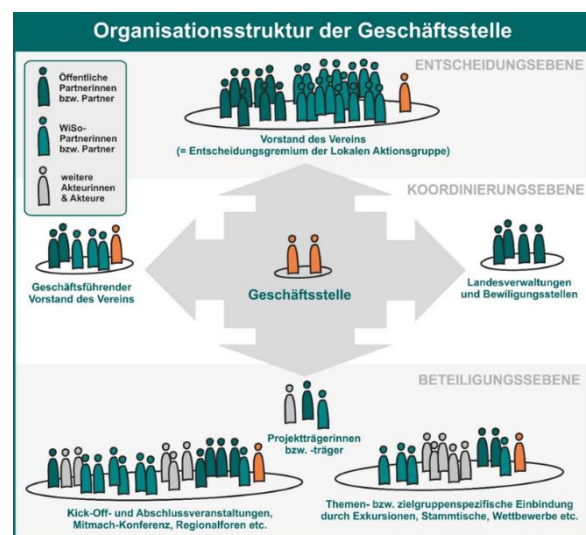 Organisationsstruktur der Geschäftsstelle
ENTSCHEIDUNGSEBENE
Öffentliche
Partnerinnen
bzw. Partner
WiSo-
Partnerinnen
bzw. Partner
weitere
Akteurinnen
& Akteure
Vorstand des Vereins
(= Entscheidungsgremium der Lokalen Aktionsgruppe)
KOORDINIERUNGSEBENE
Geschäftsführender
Vorstand des Vereins
Geschäftsstelle
Landesverwaltungen
und Bewiligungsstellen
BETEILIGUNGSSEBENE
Projektträgerinnen
bzw. -träger
Kick-Off- und Abschlussveranstaltungen,
Mitmach-Konferenz, Regionalforen etc.
Themen- bzw. zielgruppenspezifische Einbindung
durch Exkursionen, Stammtische, Wettbewerbe etc.